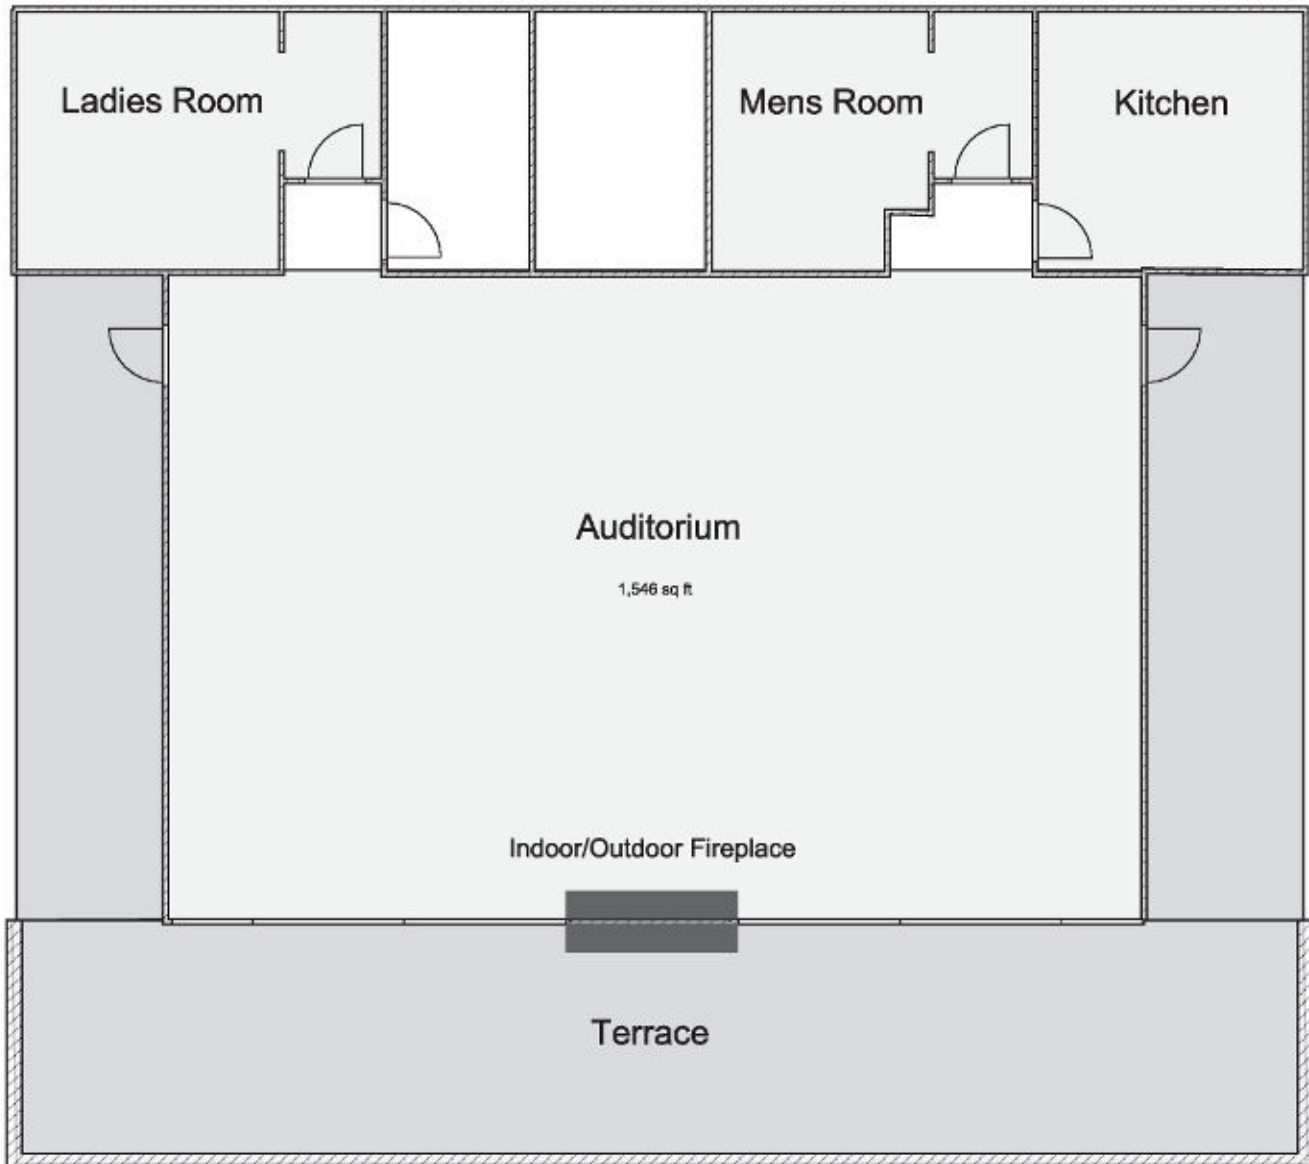 Ladies Room
Mens Room
Kitchen
Auditorium
1,546 sq ft
Indoor/Outdoor Fireplace
Terrace